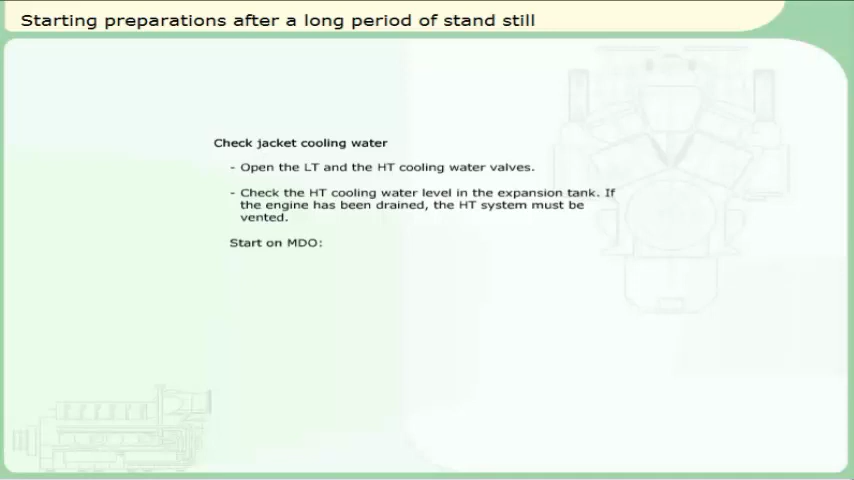 Starting preparations after a long period of stand still
Check jacket cooling water
- Open the LT and the HT cooling water valves.
- Check the HT cooling water level in the expansion tank. If
the engine has been drained, the HT system must be
vented.
Start on MDO: